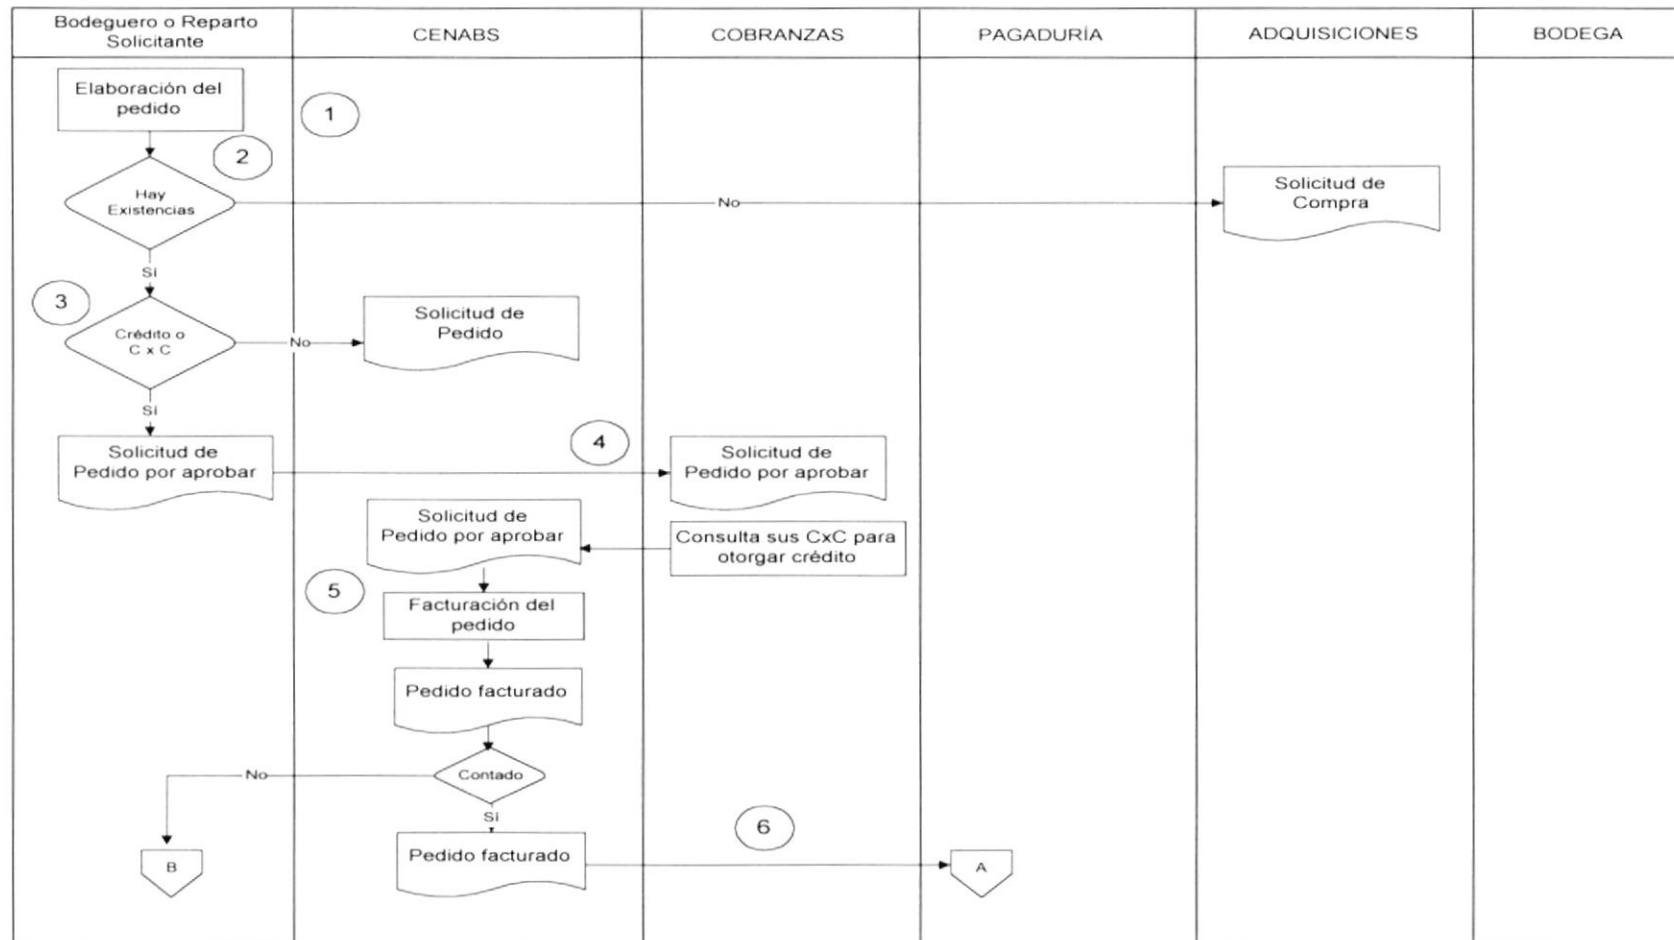 Bodeguero o Reparto
Solicitante
CENABS
COBRANZAS
PAGADURÍA
ADQUISICIONES
BODEGA
Elaboración del
pedido
1
2
Hay
Existencias
No
Solicitud de
Compra
Sí
3
Crédito o
C x C
No
Solicitud de
Pedido
Sí
Solicitud de
Pedido por aprobar
4
Solicitud de
Pedido por aprobar
Solicitud de
Pedido por aprobar
Consulta sus CxC para
otorgar crédito
5
Facturación del
pedido
Pedido facturado
Contado
No
Sí
6
B
Pedido facturado
A